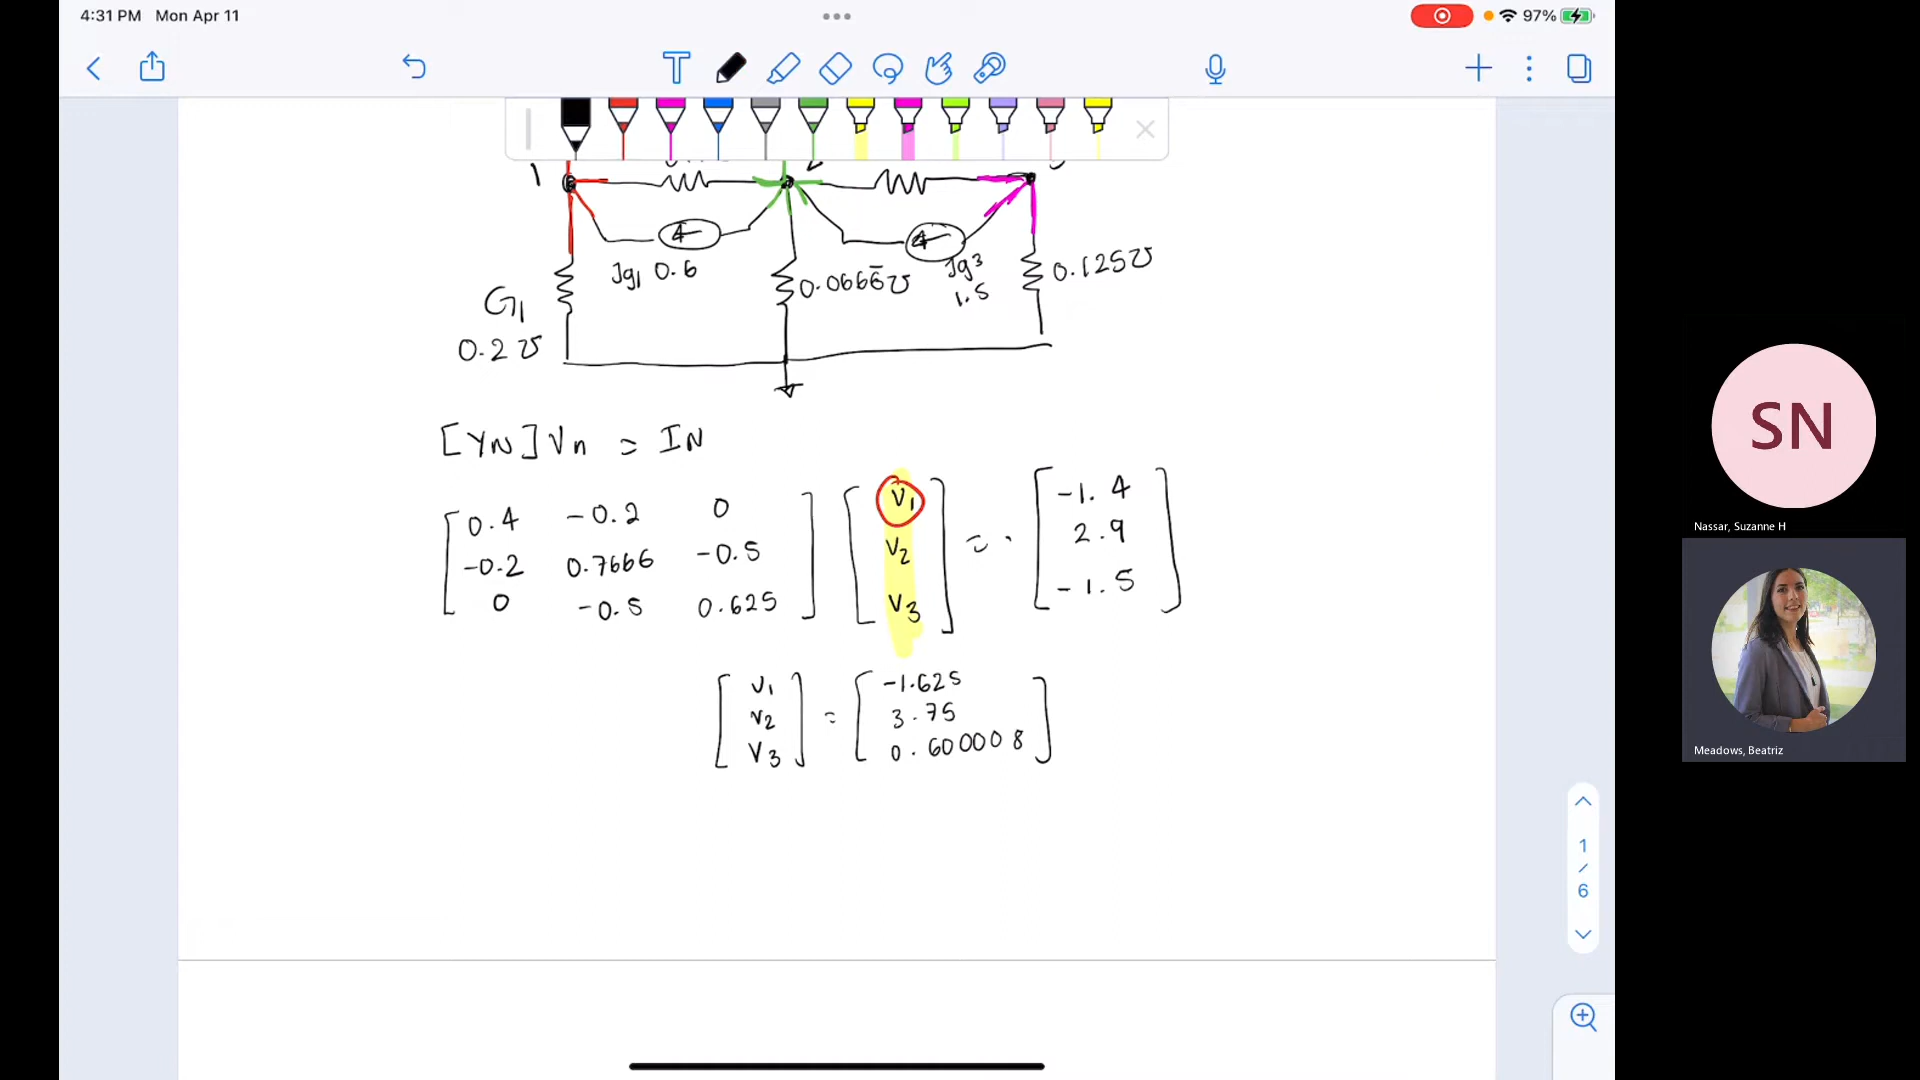 4:31 PM Mon Apr 11
97%
1
Jg1 0.6
0.0666℧
Jg3
1.5
0.125℧
G1
0.2℧
[YN]Vn = IN
0.4 -0.2 0
-0.2 0.7666 -0.5
0 -0.5 0.625
V1
V2
V3
=
-1.4
2.9
-1.5
V1
V2
V3
=
-1.625
3.75
0.600008
1
/
6
SN
Nassar, Suzanne H
Meadows, Beatriz